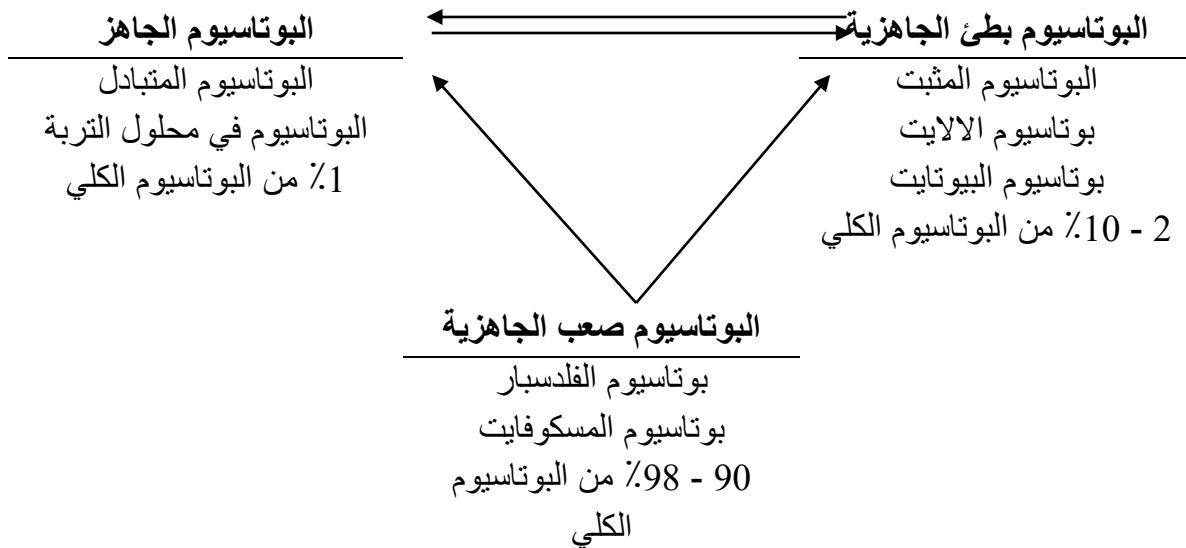 البوتاسيوم بطئ الجاهزية
البوتاسيوم المثبت
بوتاسيوم الالايت
بوتاسيوم البيوتايت
2 - 10٪ من البوتاسيوم الكلي
البوتاسيوم الجاهز
البوتاسيوم المتبادل
البوتاسيوم في محلول التربة
1٪ من البوتاسيوم الكلي
البوتاسيوم صعب الجاهزية
بوتاسيوم الفلدسبار
بوتاسيوم المسكوفايت
90 - 98٪ من البوتاسيوم
الكلي